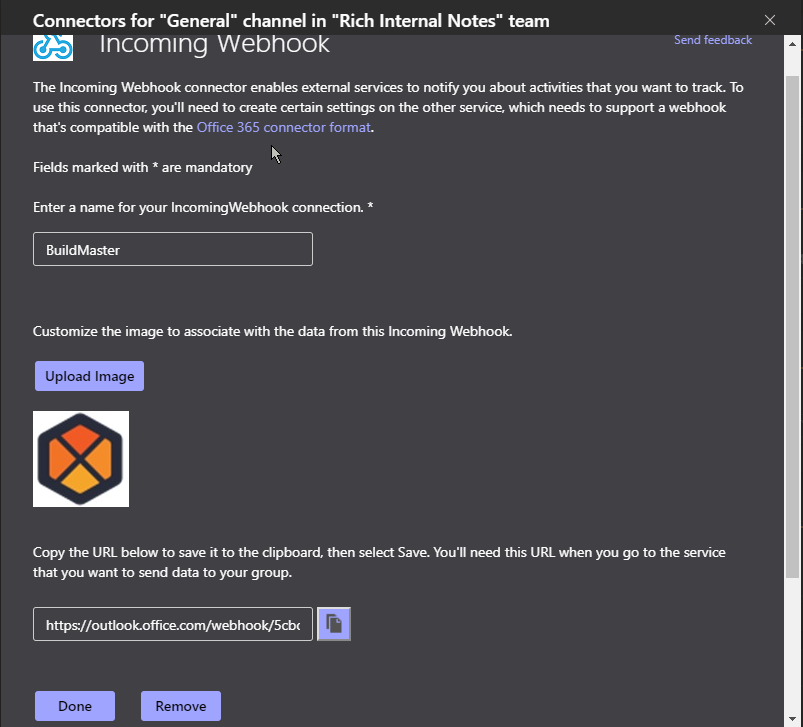 Connectors for "General" channel in "Rich Internal Notes" team
Incoming Webhook
Send feedback
The Incoming Webhook connector enables external services to notify you about activities that you want to track. To
use this connector, you'll need to create certain settings on the other service, which needs to support a webhook
that's compatible with the Office 365 connector format.
Fields marked with * are mandatory
Enter a name for your IncomingWebhook connection. *
BuildMaster
Customize the image to associate with the data from this Incoming Webhook.
Upload Image
Copy the URL below to save it to the clipboard, then select Save. You'll need this URL when you go to the service
that you want to send data to your group.
https://outlook.office.com/webhook/5cbc
Done
Remove